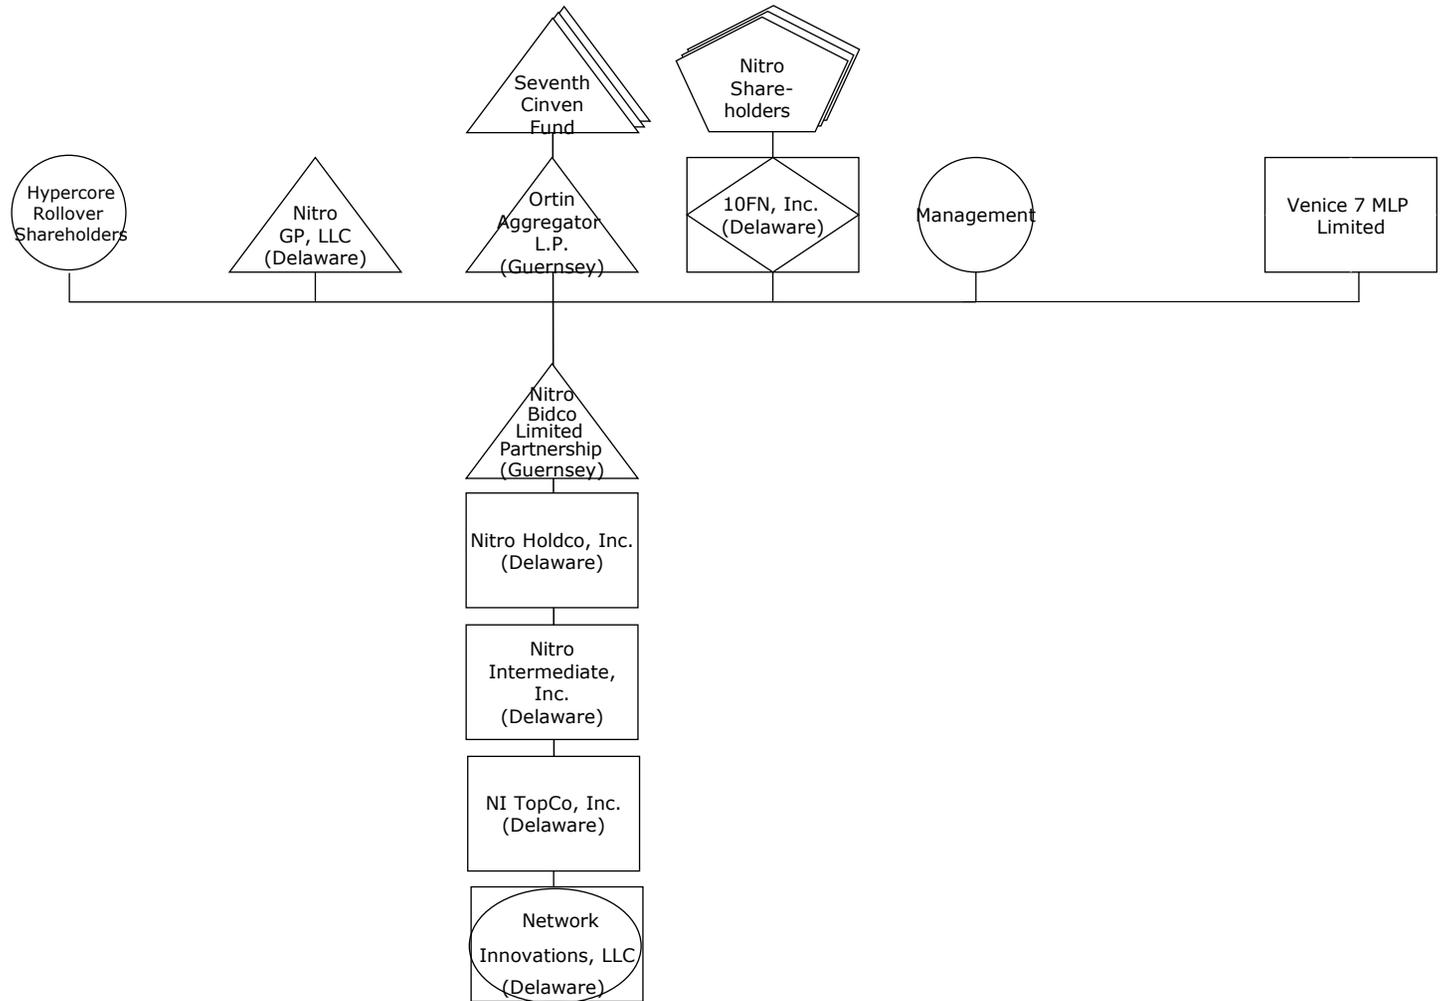 Seventh
Cinven
Fund
Nitro
Share-
holders
Hypercore
Rollover
Shareholders
Nitro
GP, LLC
(Delaware)
Ortin
Aggregator
L.P.
(Guernsey)
10FN, Inc.
(Delaware)
Management
Venice 7 MLP
Limited
Nitro
Bidco
Limited
Partnership
(Guernsey)
Nitro Holdco, Inc.
(Delaware)
Nitro
Intermediate,
Inc.
(Delaware)
NI TopCo, Inc.
(Delaware)
Network
Innovations, LLC
(Delaware)